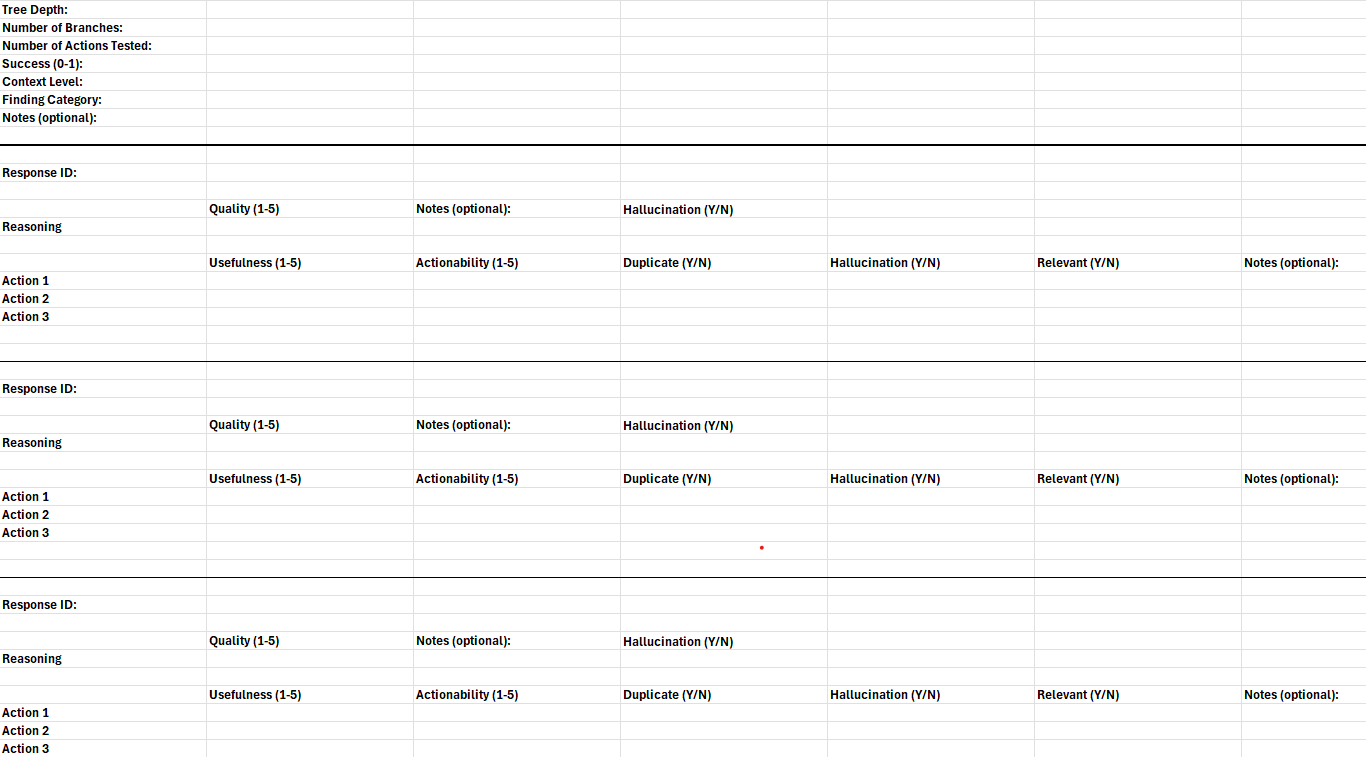 Tree Depth:
Number of Branches:
Number of Actions Tested:
Success (0-1):
Context Level:
Finding Category:
Notes (optional):
Response ID:
Quality (1-5) Notes (optional): Hallucination (Y/N)
Reasoning
Usefulness (1-5) Actionability (1-5) Duplicate (Y/N) Hallucination (Y/N) Relevant (Y/N) Notes (optional):
Action 1
Action 2
Action 3
Response ID:
Quality (1-5) Notes (optional): Hallucination (Y/N)
Reasoning
Usefulness (1-5) Actionability (1-5) Duplicate (Y/N) Hallucination (Y/N) Relevant (Y/N) Notes (optional):
Action 1
Action 2
Action 3
Response ID:
Quality (1-5) Notes (optional): Hallucination (Y/N)
Reasoning
Usefulness (1-5) Actionability (1-5) Duplicate (Y/N) Hallucination (Y/N) Relevant (Y/N) Notes (optional):
Action 1
Action 2
Action 3